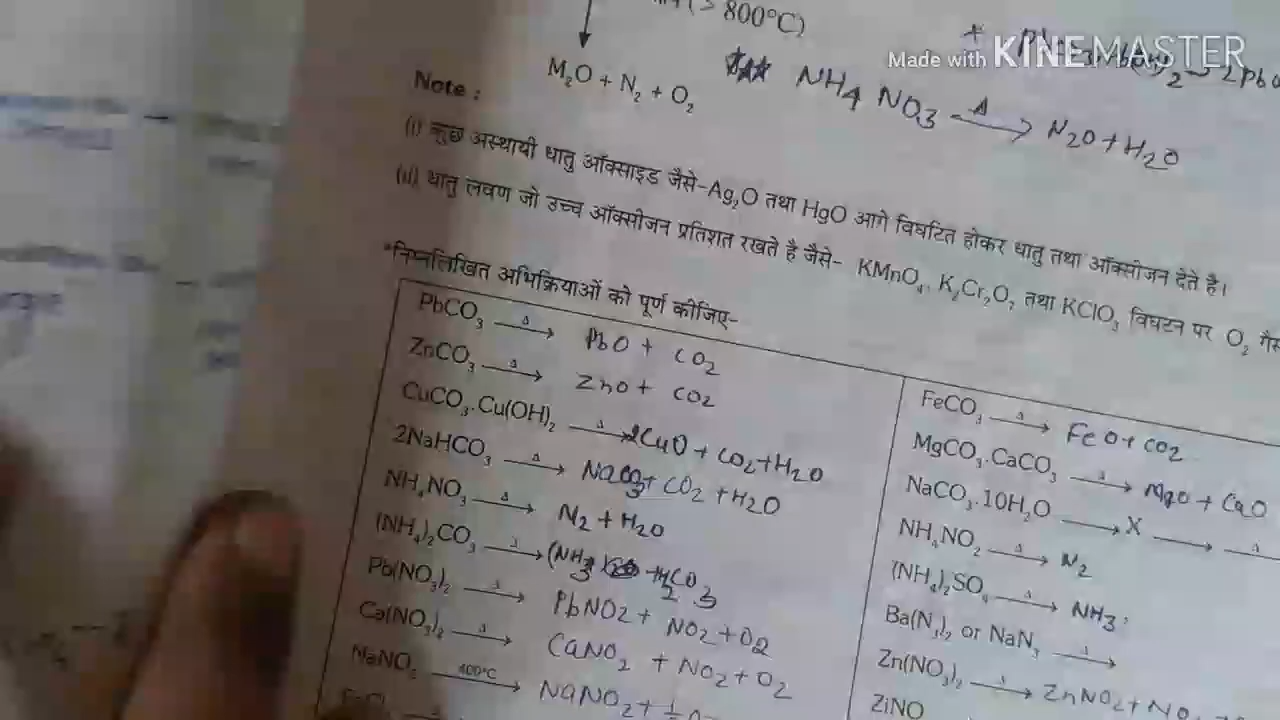 (> 800°C)
Made with KINEMASTER
M₂O + N₂ + O₂
NH4 NO3 —Δ→ N2O + H2O
Note :
(i) कुछ अस्थायी धातु ऑक्साइड जैसे-Ag₂O तथा HgO आगे विघटित होकर धातु तथा ऑक्सीजन देते है।
(ii) धातु लवण जो उच्च ऑक्सीजन प्रतिशत रखते है जैसे- KMnO₄, K₂Cr₂O₇ तथा KClO₃ विघटन पर O₂ गैस
*निम्नलिखित अभिक्रियाओं को पूर्ण कीजिए-
PbCO₃ —Δ→ PbO + CO2
ZnCO₃ —Δ→ ZnO + CO2
CuCO₃.Cu(OH)₂ —Δ→ 2CuO + CO2 + H2O
2NaHCO₃ —Δ→ NaCO3 + CO2 + H2O
NH₄NO₃ —Δ→ N2 + H2O
(NH₄)₂CO₃ —Δ→ (NH3 + H2CO3
Pb(NO₃)₂ —Δ→ PbNO2 + NO2 + O2
Ca(NO₃)₂ —Δ→ CaNO2 + NO2 + O2
NaNO₂ —400°C→ NaNO2 +
FeCO₃ —Δ→ FeO + CO2
MgCO₃.CaCO₃ —Δ→ MgO + CaO
NaCO₃.10H₂O → X → —Δ
NH₄NO₂ —Δ→ N2
(NH₄)₂SO₄ —Δ→ NH3
Ba(N₃)₂ or NaN₃ —Δ→
Zn(NO₃)₂ —Δ→ ZnNO2 + NO
ZiNO